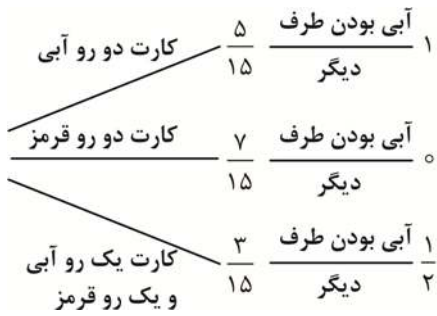 کارت دو رو آبی ۵/۱۵ آبی بودن طرف دیگر ۱
کارت دو رو قرمز ۷/۱۵ آبی بودن طرف دیگر ۰
کارت یک رو آبی و یک رو قرمز ۳/۱۵ آبی بودن طرف دیگر ۱/۲